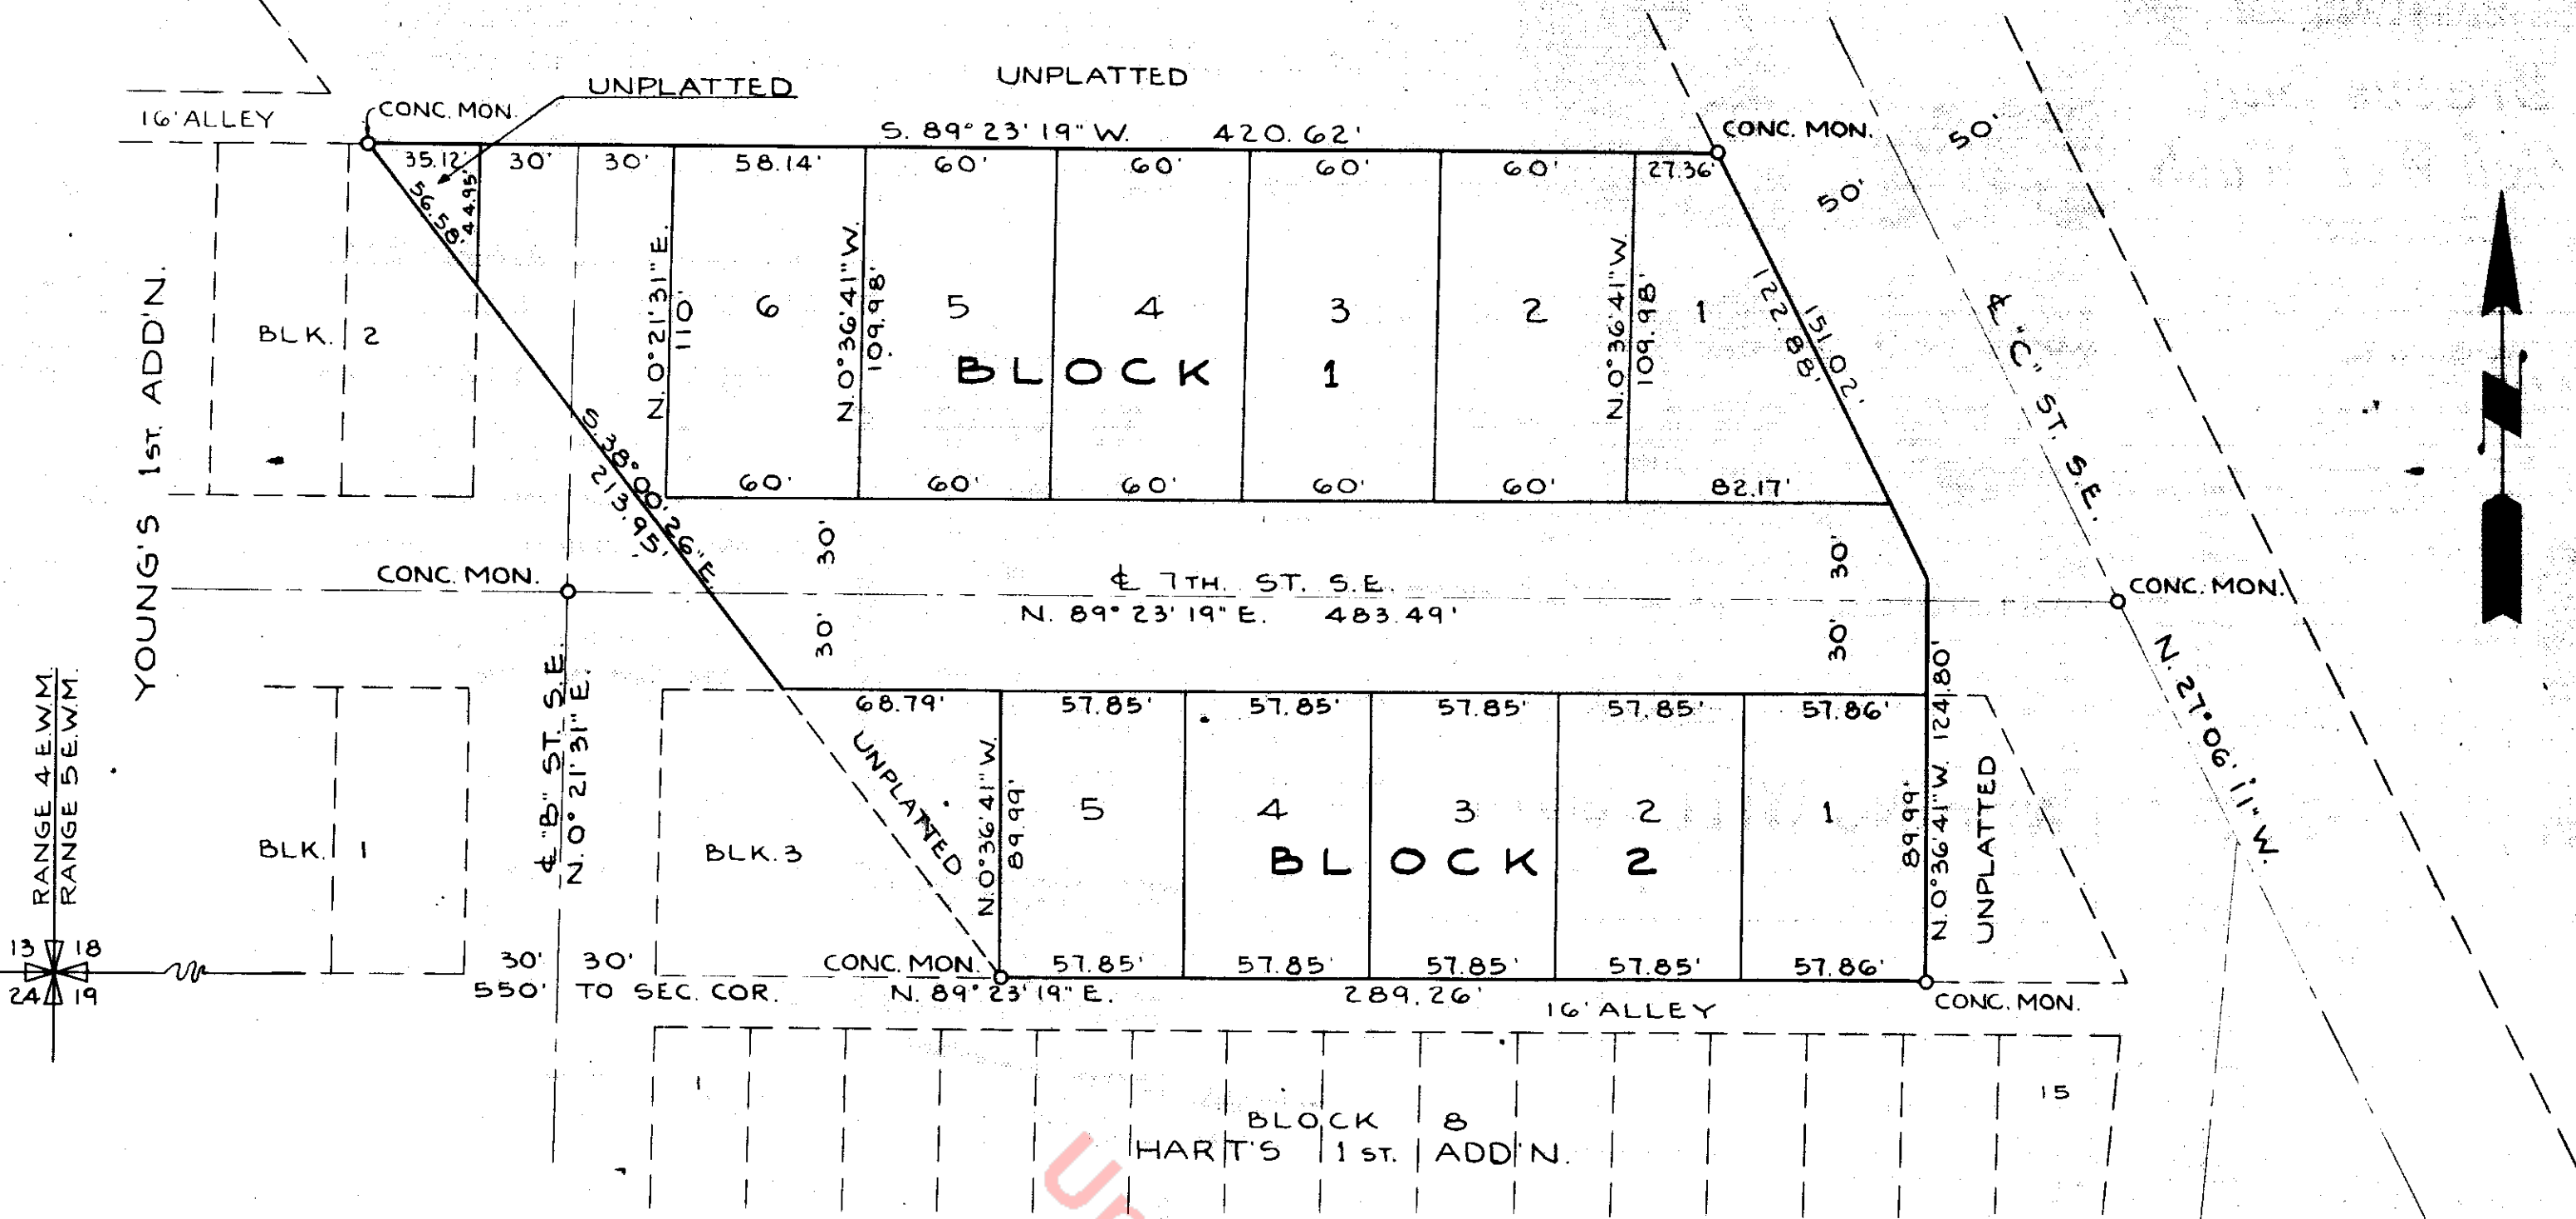 UNPLATTED
UNPLATTED
16' ALLEY
CONC. MON.
S. 89° 23' 19" W. 420.62'
CONC. MON.
50'
50'
35.12'
30'
30'
58.14'
60'
60'
60'
60'
27.36'
56.58'
44.95'
N. 0° 21' 31" E.
110'
N. 0° 36' 41" W.
109.98'
N. 0° 36' 41" W.
109.98'
122.88'
151.02'
BLK. 2
6
5
4
3
2
1
BLOCK 1
YOUNG'S 1ST. ADD'N.
℄ "C" ST. S.E.
S. 38° 00' 26" E.
213.95'
60'
60'
60'
60'
60'
82.17'
30'
30'
CONC. MON.
℄ 7TH. ST. S.E.
N. 89° 23' 19" E. 483.49'
CONC. MON.
30'
30'
N. 27° 06' 11" W.
RANGE 4 E.W.M.
RANGE 5 E.W.M.
℄ "B" ST. S.E.
N. 0° 21' 31" E.
68.79'
57.85'
57.85'
57.85'
57.85'
57.86'
UNPLATTED
N. 0° 36' 41" W.
89.99'
89.99'
N. 0° 36' 41" W. 124.80'
UNPLATTED
BLK. 1
BLK. 3
5
4
3
2
1
BLOCK 2
13 18
24 19
30' 30'
550' TO SEC. COR.
CONC. MON.
57.85'
57.85'
57.85'
57.85'
57.86'
N. 89° 23' 19" E. 289.26'
16' ALLEY
CONC. MON.
1
15
BLOCK 8
HART'S 1ST. ADD'N.
Un